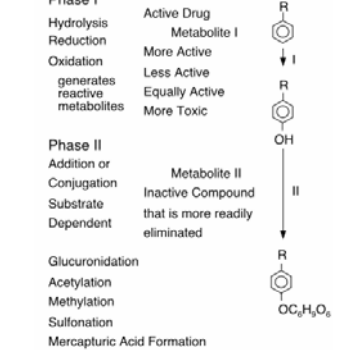 Phase I
Hydrolysis
Reduction
Oxidation
generates
reactive
metabolites
Active Drug
Metabolite I
More Active
Less Active
Equally Active
More Toxic
R
I
R
OH
Phase II
Addition or
Conjugation
Substrate
Dependent
Metabolite II
Inactive Compound
that is more readily
eliminated
II
Glucuronidation
Acetylation
Methylation
Sulfonation
Mercapturic Acid Formation
R
OC₆H₉O₆